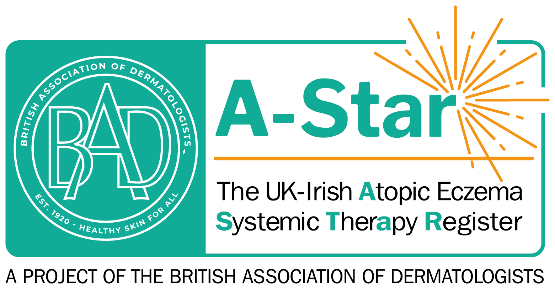 BRITISH ASSOCIATION OF DERMATOLOGISTS
BAD
EST. 1920 - HEALTHY SKIN FOR ALL
A-Star
The UK-Irish Atopic Eczema
Systemic Therapy Register
A PROJECT OF THE BRITISH ASSOCIATION OF DERMATOLOGISTS